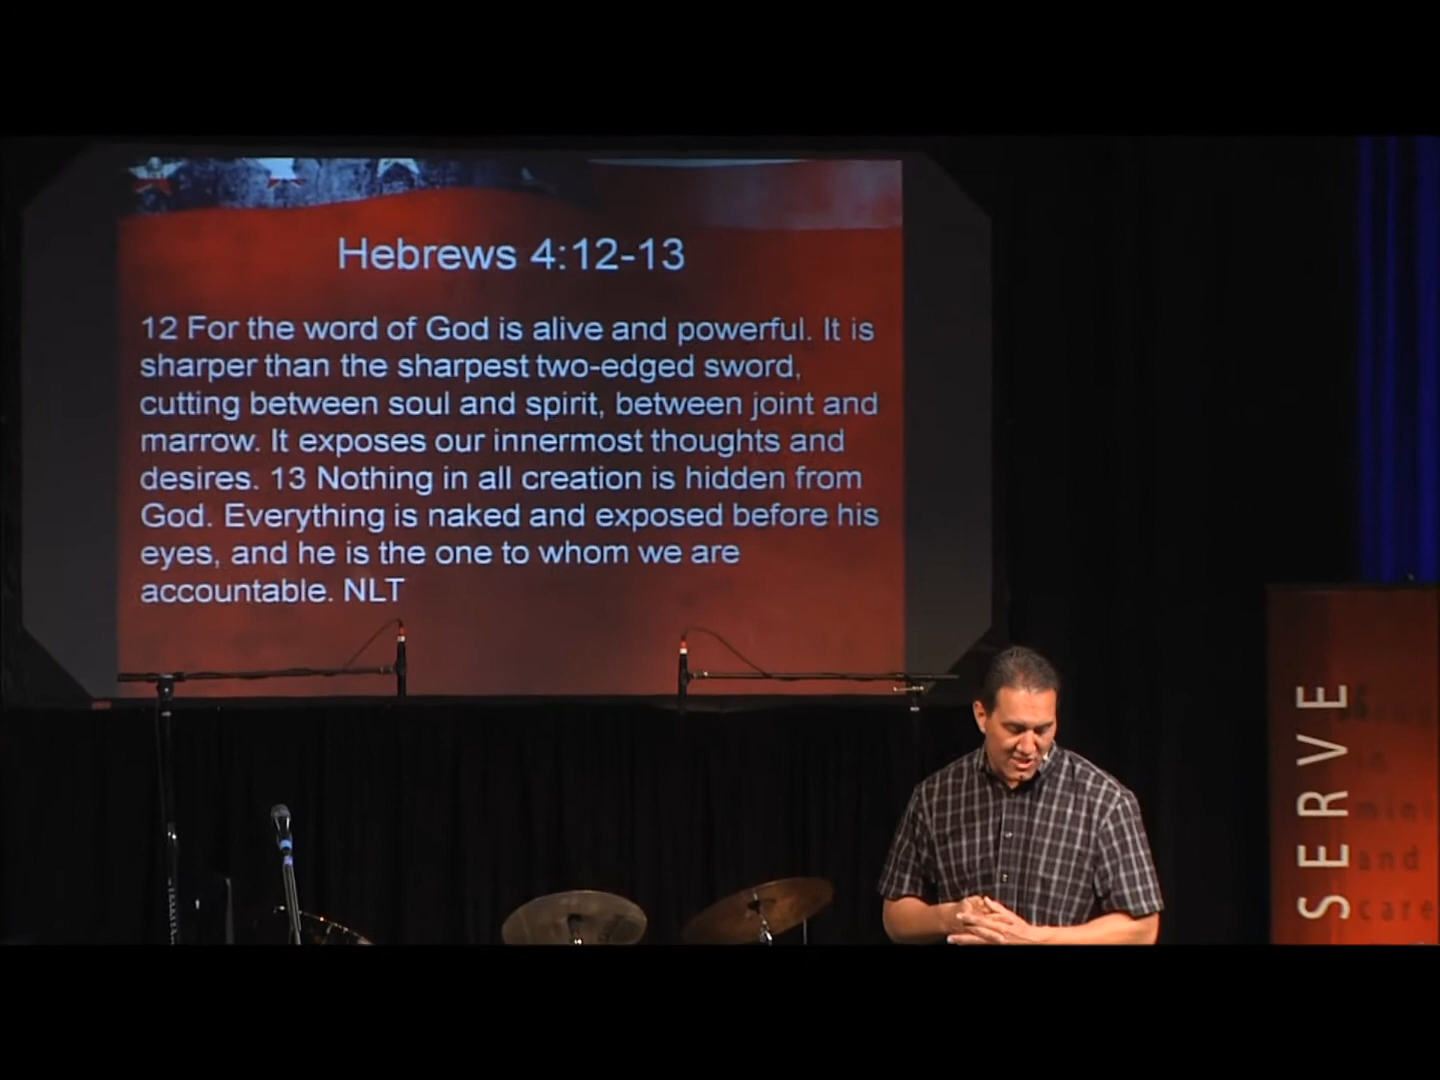 Hebrews 4:12-13
12 For the word of God is alive and powerful. It is
sharper than the sharpest two-edged sword,
cutting between soul and spirit, between joint and
marrow. It exposes our innermost thoughts and
desires. 13 Nothing in all creation is hidden from
God. Everything is naked and exposed before his
eyes, and he is the one to whom we are
accountable. NLT
SERVE
in
and
care